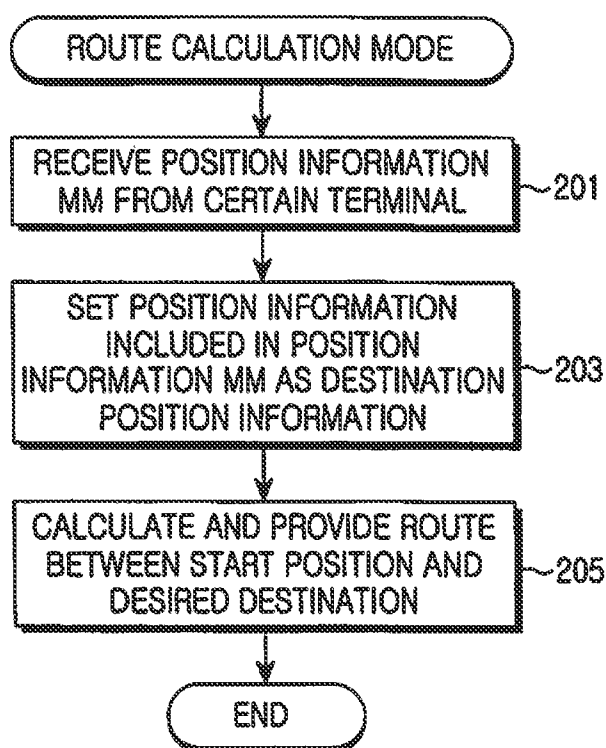 ROUTE CALCULATION MODE
RECEIVE POSITION INFORMATION
MM FROM CERTAIN TERMINAL
201
SET POSITION INFORMATION
INCLUDED IN POSITION
INFORMATION MM AS DESTINATION
POSITION INFORMATION
203
CALCULATE AND PROVIDE ROUTE
BETWEEN START POSITION AND
DESIRED DESTINATION
205
END